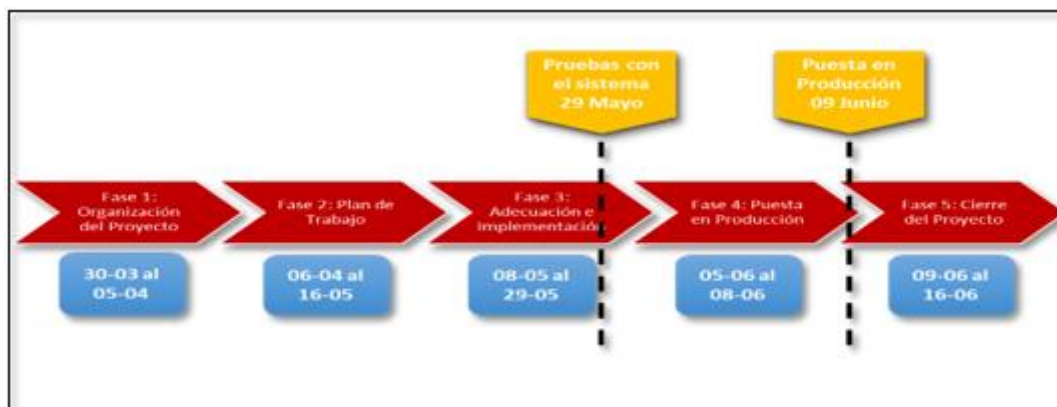 Pruebas con
el sistema
29 Mayo
Puesta en
Producción
09 Junio
Fase 1:
Organización
del Proyecto
Fase 2: Plan de
Trabajo
Fase 3:
Adecuación e
Implementación
Fase 4: Puesta
en Producción
Fase 5: Cierre
del Proyecto
30-03 al
05-04
06-04 al
16-05
08-05 al
29-05
05-06 al
08-06
09-06 al
16-06